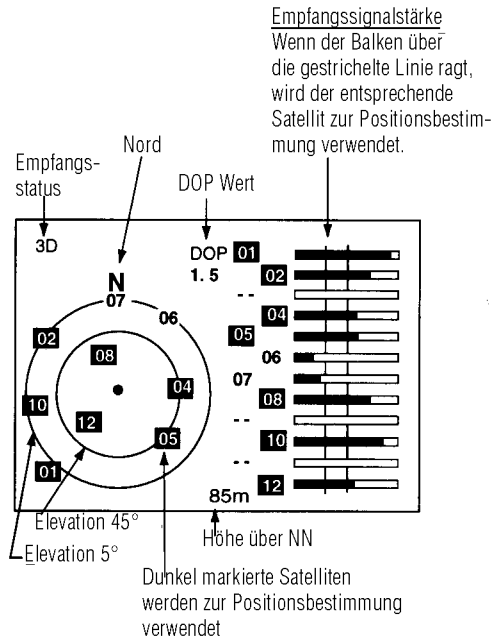 Empfangssignalstärke
Wenn der Balken über
die gestrichelte Linie ragt,
wird der entsprechende
Satellit zur Positionsbestim-
mung verwendet.
Nord
Empfangs-
status
DOP Wert
3D
DOP
1.5
N
07
06
02
08
04
10
12
05
01
01
02
--
04
05
06
07
08
--
10
--
12
85m
Elevation 45°
Elevation 5°
Höhe über NN
Dunkel markierte Satelliten
werden zur Positionsbestimmung
verwendet